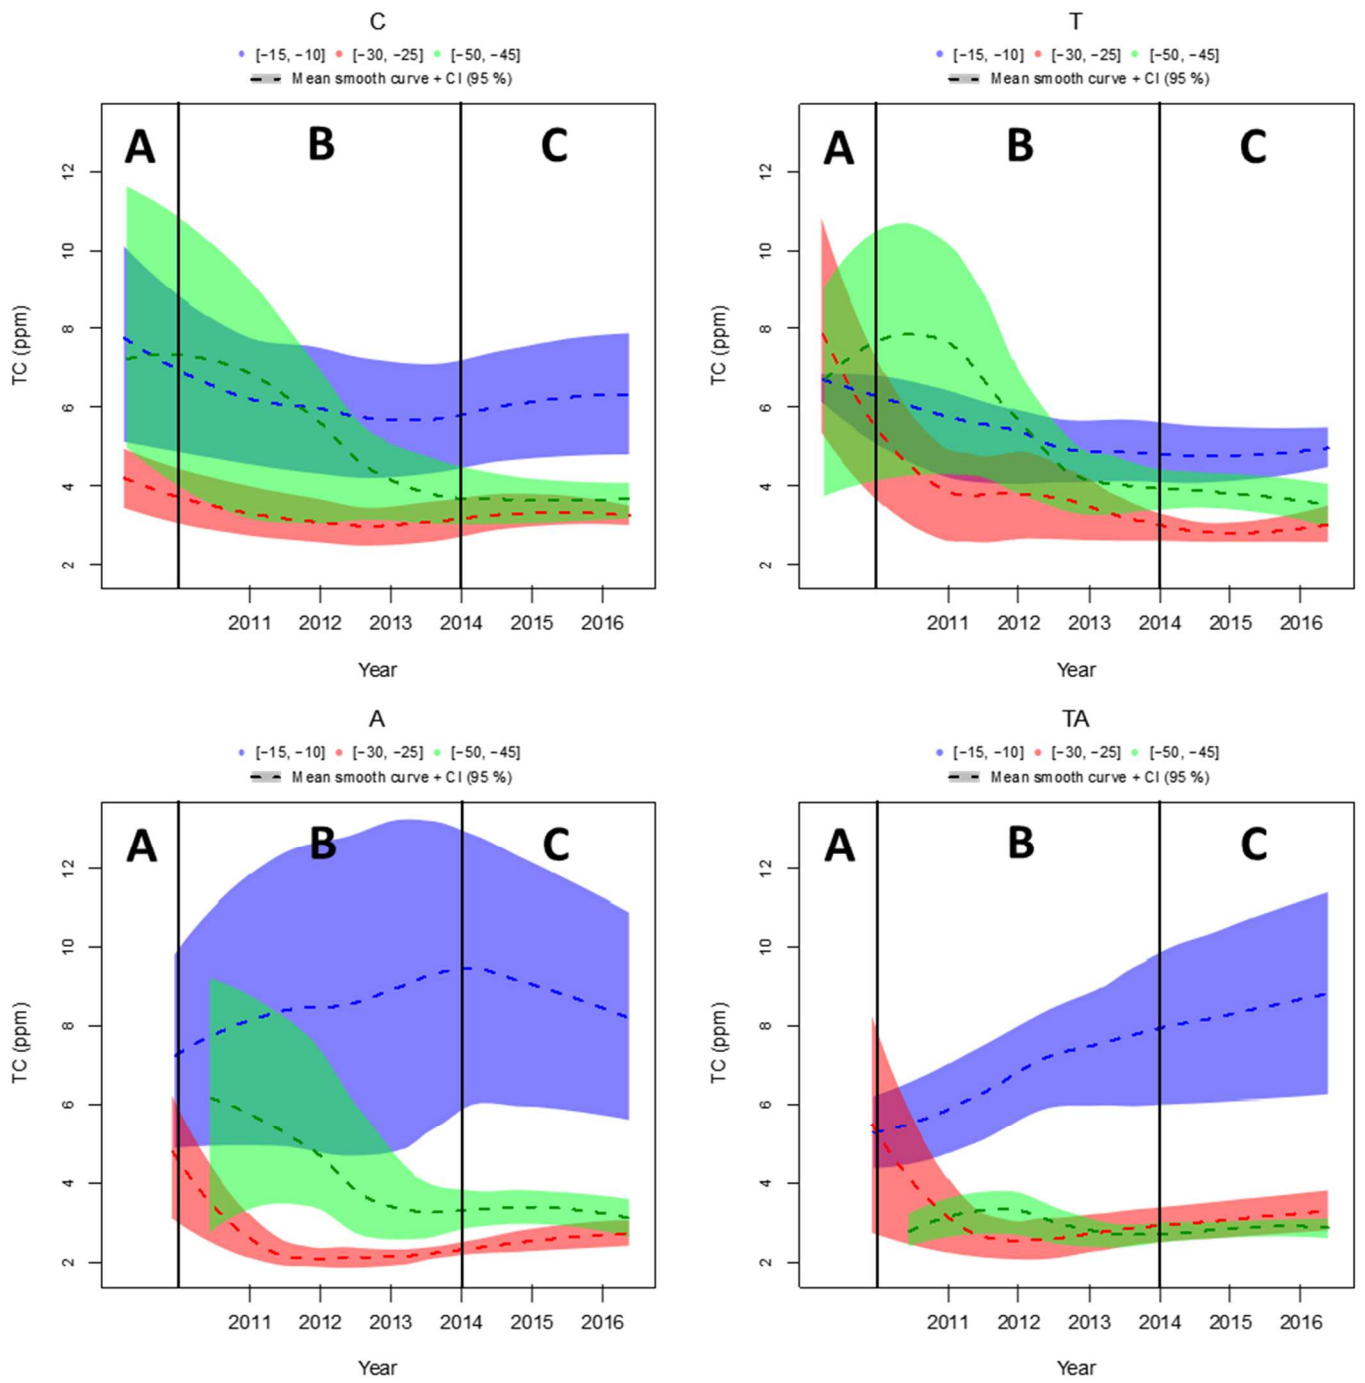 C
[−15, −10] [−30, −25] [−50, −45]
Mean smooth curve + CI (95 %)
A B C
12
10
8
6
4
2
TC (ppm)
2011 2012 2013 2014 2015 2016
Year
T
[−15, −10] [−30, −25] [−50, −45]
Mean smooth curve + CI (95 %)
A B C
12
10
8
6
4
2
TC (ppm)
2011 2012 2013 2014 2015 2016
Year
A
[−15, −10] [−30, −25] [−50, −45]
Mean smooth curve + CI (95 %)
A B C
12
10
8
6
4
2
TC (ppm)
2011 2012 2013 2014 2015 2016
Year
TA
[−15, −10] [−30, −25] [−50, −45]
Mean smooth curve + CI (95 %)
A B C
12
10
8
6
4
2
TC (ppm)
2011 2012 2013 2014 2015 2016
Year